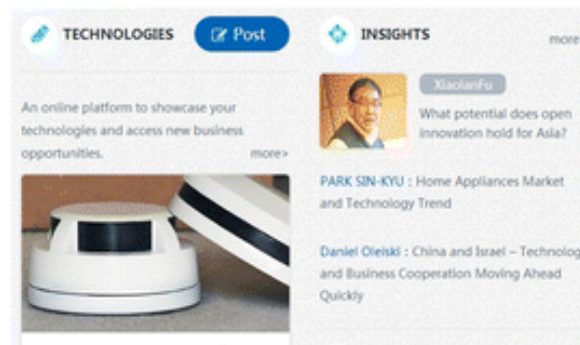 TECHNOLOGIES
Post
An online platform to showcase your
technologies and access new business
opportunities.
more>
INSIGHTS
more
XiaolanFu
What potential does open
innovation hold for Asia?
PARK SIN-KYU : Home Appliances Market
and Technology Trend
Daniel Oleiski : China and Israel – Technolog
and Business Cooperation Moving Ahead
Quickly